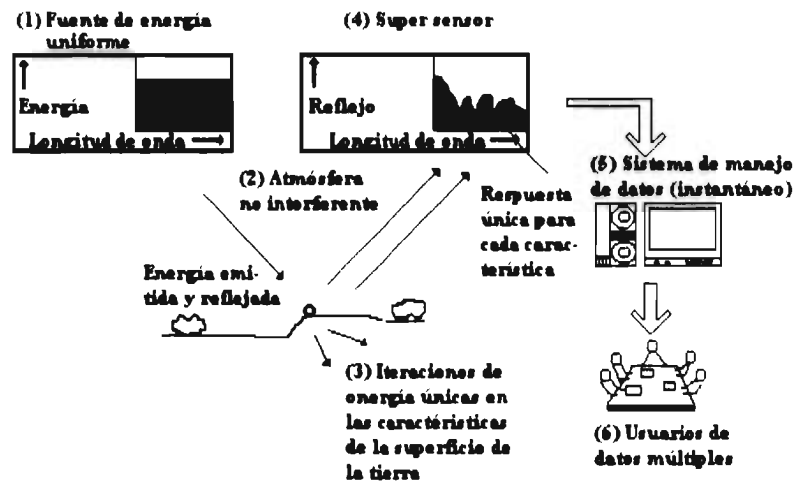 (1) Fuente de energía
uniforme
Energía
Longitud de onda
(2) Atmósfera
no interferente
Energía emi-
tida y reflejada
(3) Iteraciones de
energía únicas en
las características
de la superficie de
la tierra
(4) Super sensor
Reflejo
Longitud de onda
Respuesta
única para
cada carac-
terística
(5) Sistema de manejo
de datos (instantáneo)
(6) Usuarios de
datos múltiples